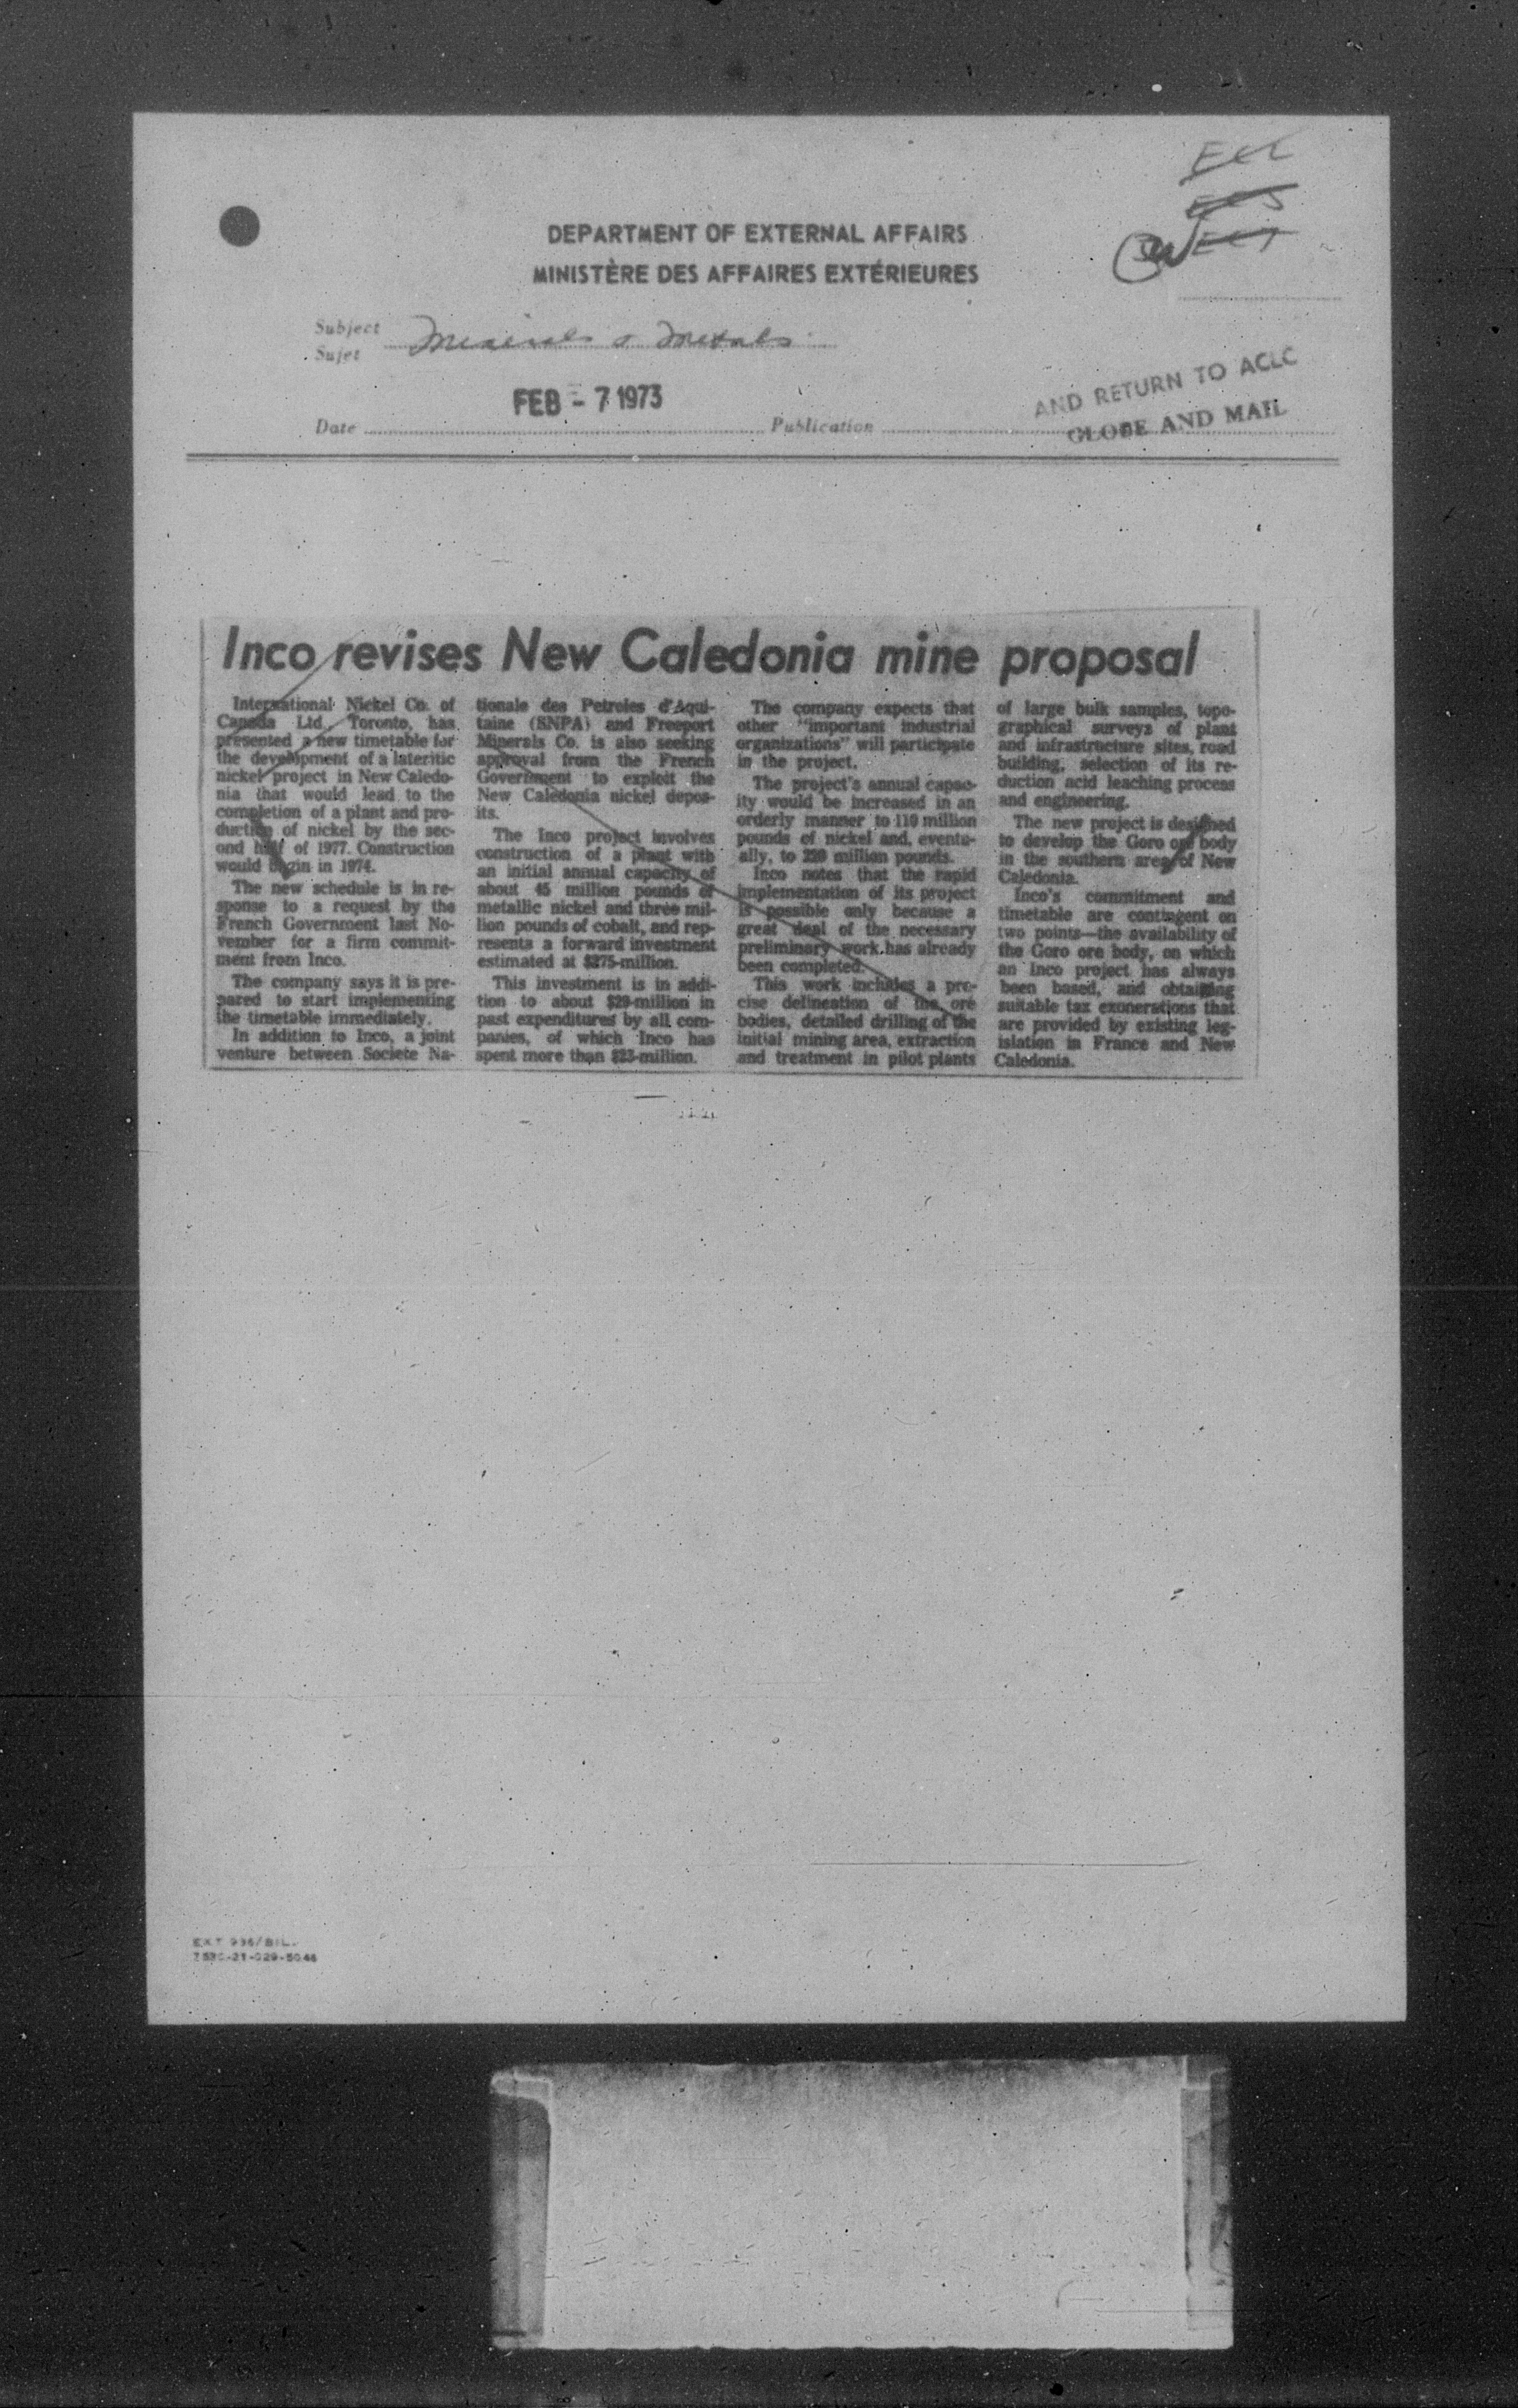 DEPARTMENT OF EXTERNAL AFFAIRS
MINISTÈRE DES AFFAIRES EXTÉRIEURES
Subject
Sujet
Minerals & Metals
FEB - 7 1973
AND RETURN TO ACLC
Date
Publication
GLOBE AND MAIL
Inco revises New Caledonia mine proposal
International Nickel Co. of
Canada Ltd., Toronto, has
presented a new timetable for
the development of a lateritic
nickel project in New Caledo-
nia that would lead to the
completion of a plant and pro-
duction of nickel by the sec-
ond half of 1977. Construction
would begin in 1974.
The new schedule is in re-
sponse to a request by the
French Government last No-
vember for a firm commit-
ment from Inco.
The company says it is pre-
pared to start implementing
the timetable immediately.
In addition to Inco, a joint
venture between Societe Na-
tionale des Petroles d'Aqui-
taine (SNPA) and Freeport
Minerals Co. is also seeking
approval from the French
Government to exploit the
New Caledonia nickel depos-
its.
The Inco project involves
construction of a plant with
an initial annual capacity of
about 45 million pounds of
metallic nickel and three mil-
lion pounds of cobalt, and rep-
resents a forward investment
estimated at $275-million.
This investment is in addi-
tion to about $29-million in
past expenditures by all com-
panies, of which Inco has
spent more than $23-million.
The company expects that
other "important industrial
organizations" will participate
in the project.
The project's annual capac-
ity would be increased in an
orderly manner to 110 million
pounds of nickel and, eventu-
ally, to 220 million pounds.
Inco notes that the rapid
implementation of its project
is possible only because a
great deal of the necessary
preliminary work has already
been completed.
This work includes a pre-
cise delineation of the ore
bodies, detailed drilling of the
initial mining area, extraction
and treatment in pilot plants
of large bulk samples, topo-
graphical surveys of plant
and infrastructure sites, road
building, selection of its re-
duction acid leaching process
and engineering.
The new project is designed
to develop the Goro ore body
in the southern area of New
Caledonia.
Inco's commitment and
timetable are contingent on
two points—the availability of
the Goro ore body, on which
an Inco project has always
been based, and obtaining
suitable tax exonerations that
are provided by existing leg-
islation in France and New
Caledonia.
EXT 936/BIL.
7530-21-029-5046